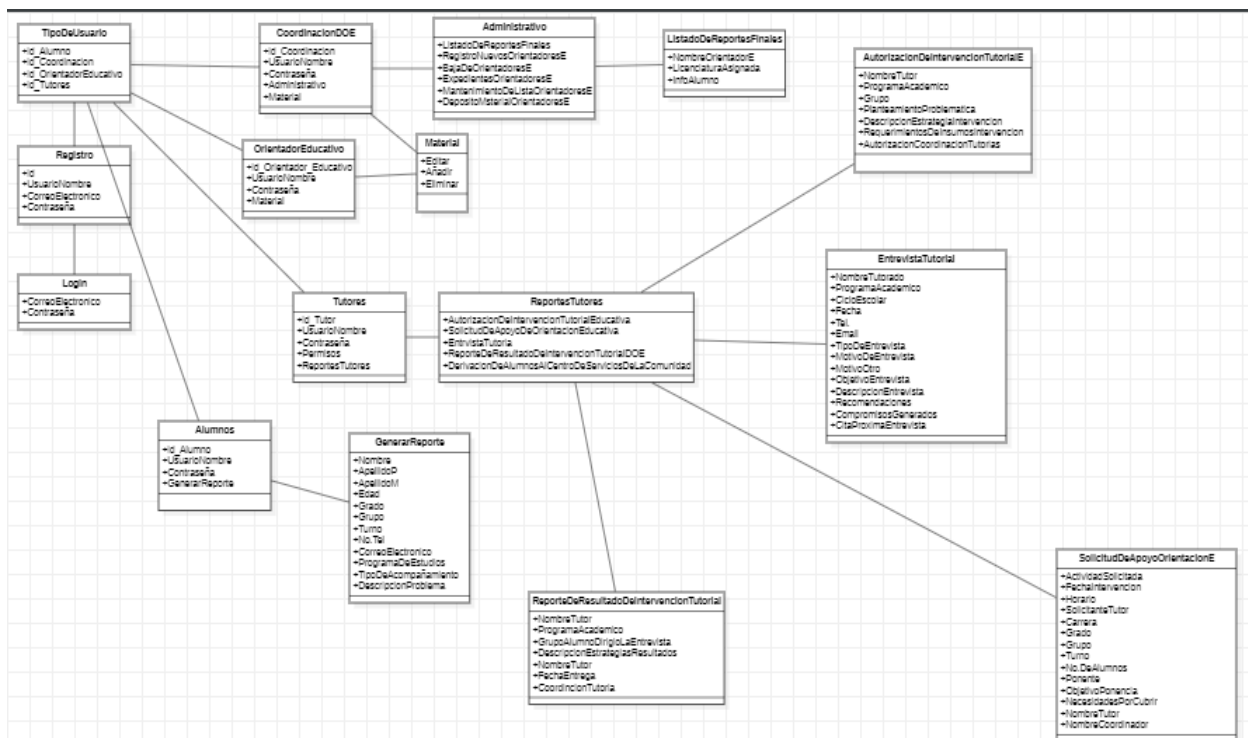 TipoDeUsuario
+Id_Alumno
+Id_Coordinacion
+Id_OrientadorEducativo
+Id_Tutores
CoordinacionDOE
+Id_Coordinacion
+UsuarioNombre
+Contraseña
+Administrativo
+Material
Administrativo
+ListadoDeReportesFinales
+RegistroNuevosOrientadoresE
+BajaDeOrientadoresE
+ExpedientesOrientadoresE
+MantenimientoDeListaOrientadoresE
+DepositoMsterialOrientadoresE
ListadoDeReportesFinales
+NombreOrientadorE
+LicenciaturaAsignada
+InfoAlumno
AutorizacionDeIntervencionTutorialE
+NombreTutor
+ProgramaAcademico
+Grupo
+PlanteamientoProblematica
+DescripcionEstrategiaIntervencion
+RequerimientosDeInsumosIntervencion
+AutorizacionCoordinacionTutorias
Registro
+Id
+UsuarioNombre
+CorreoElectronico
+Contraseña
OrientadorEducativo
+Id_Orientador_Educativo
+UsuarioNombre
+Contraseña
+Material
Material
+Editar
+Añadir
+Eliminar
Login
+CorreoElectronico
+Contraseña
Tutores
+Id_Tutor
+UsuarioNombre
+Contraseña
+Permisos
+ReportesTutores
ReportesTutores
+AutorizacionDeIntervencionTutorialEducativa
+SolicitudDeApoyoDeOrientacionEducativa
+EntrvistaTutoria
+ReporteDeResultadoDeIntervencionTutorialDOE
+DerivacionDeAlumnosAlCentroDeServiciosDeLaComunidad
EntrevistaTutorial
+NombreTutorado
+ProgramaAcademico
+CicloEscolar
+Fecha
+Tel.
+Email
+TipoDeEntrevista
+MotivoDeEntrevista
+MotivoOtro
+ObjetivoEntrevista
+DescripcionEntrevista
+Recomendaciones
+CompromisosGenerados
+CitaProximaEntrevista
Alumnos
+Id_Alumno
+UsuarioNombre
+Contraseña
+GenerarReporte
GenerarReporte
+Nombre
+ApellidoP
+ApellidoM
+Edad
+Grado
+Grupo
+Turno
+No.Tel
+CorreoElectronico
+ProgramaDeEstudios
+TipoDeAcompañamiento
+DescripcionProblema
ReporteDeResultadoDeIntervencionTutorial
+NombreTutor
+ProgramaAcademico
+GrupoAlumnoDirigioLaEntrevista
+DescripcionEstrategiasResultados
+NombreTutor
+FechaEntrega
+CoordincionTutoria
SolicitudDeApoyoOrientacionE
+ActividadSolicitada
+FechaIntervencion
+Horario
+SolicitanteTutor
+Carrera
+Grado
+Grupo
+Turno
+No.DeAlumnos
+Ponente
+ObjetivoPonencia
+NecesidadesPorCubrir
+NombreTutor
+NombreCoordinador